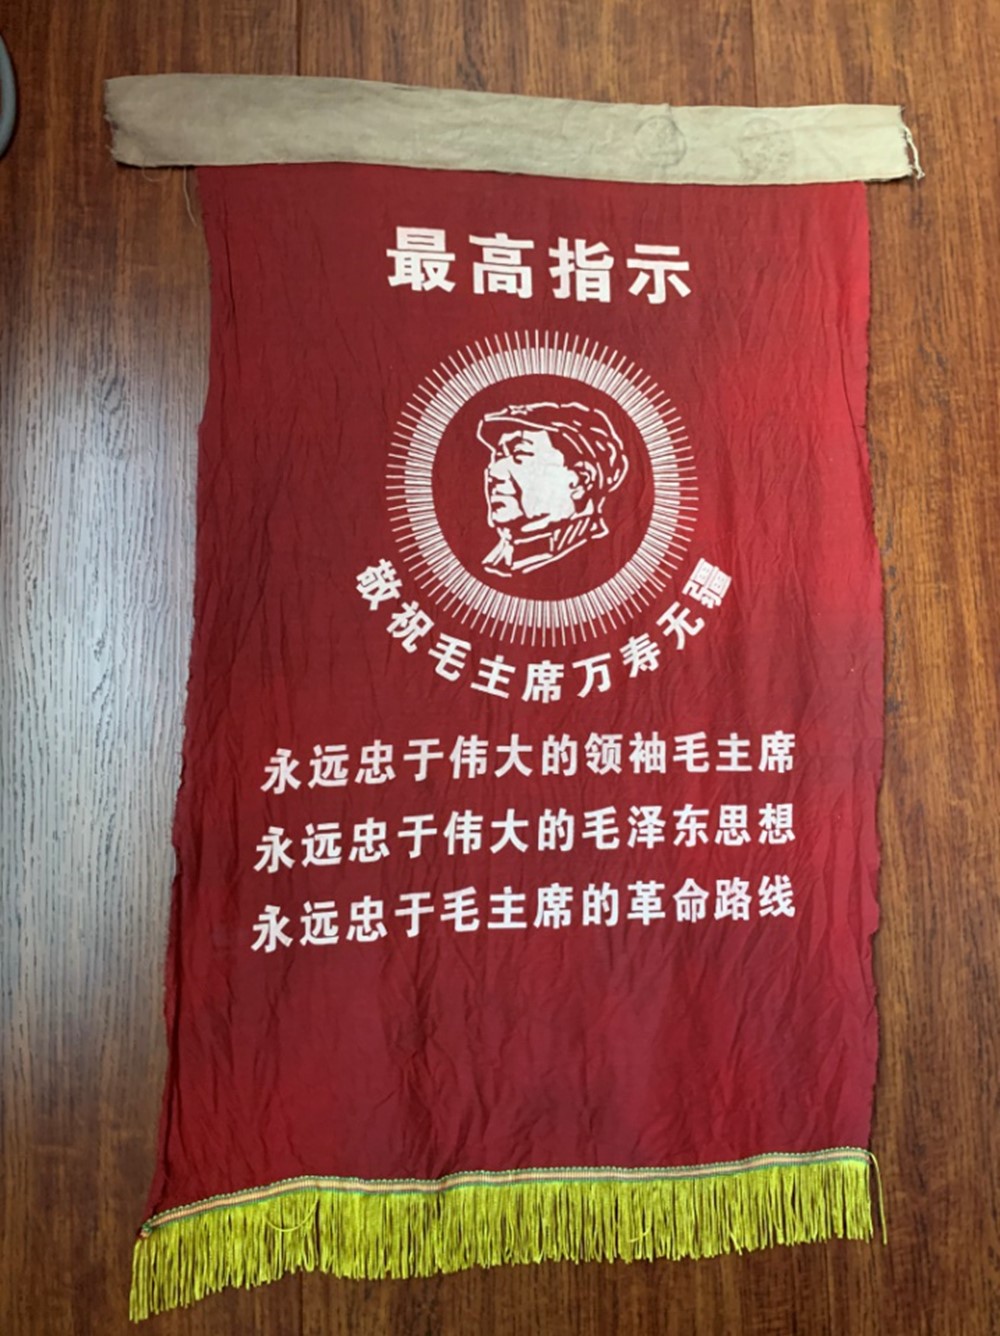 最高指示
敬祝毛主席万寿无疆
永远忠于伟大的领袖毛主席
永远忠于伟大的毛泽东思想
永远忠于毛主席的革命路线